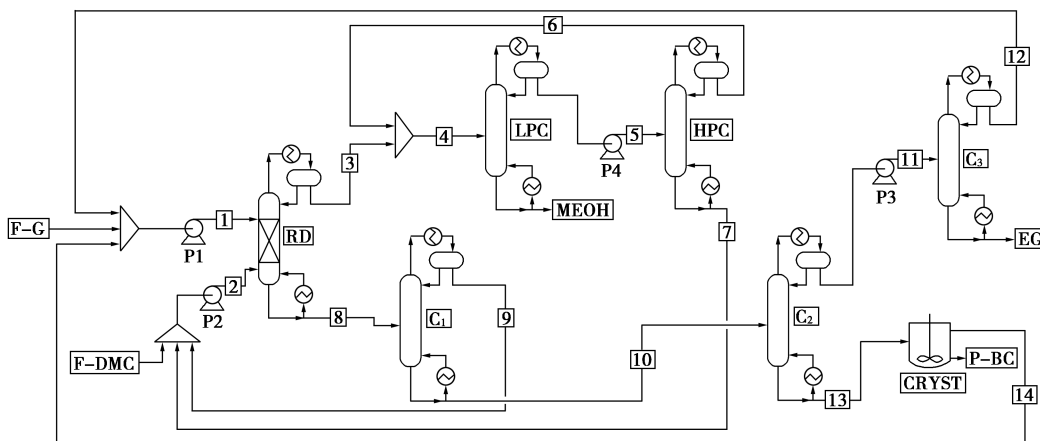 6
12
LPC
HPC
4
5
11
3
P4
C₃
P3
MEOH
F-G
1
RD
7
EG
P1
2
8
C₁
9
C₂
P2
10
F-DMC
P-BC
CRYST
13
14